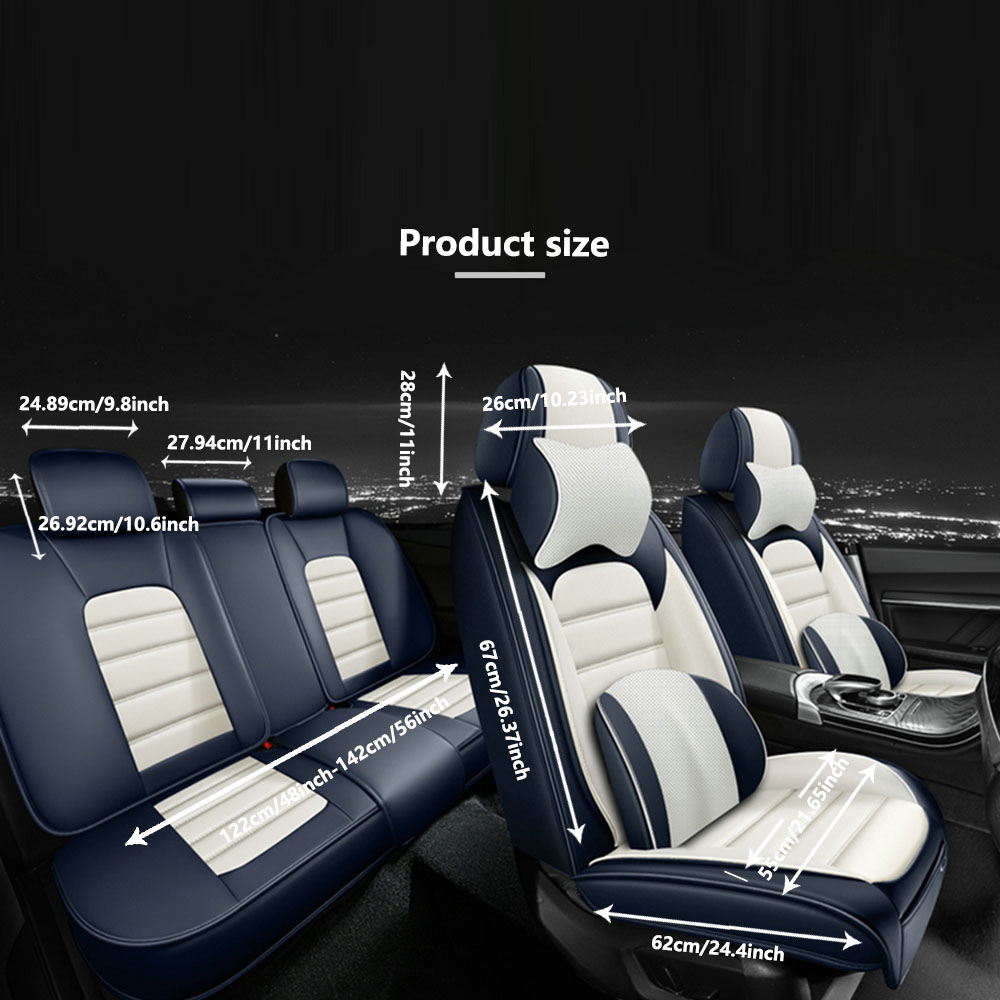 Product size
28cm/11inch
26cm/10.23inch
24.89cm/9.8inch
27.94cm/11inch
26.92cm/10.6inch
67cm/26.37inch
122cm/48inch-142cm/56inch
55cm/21.65inch
62cm/24.4inch